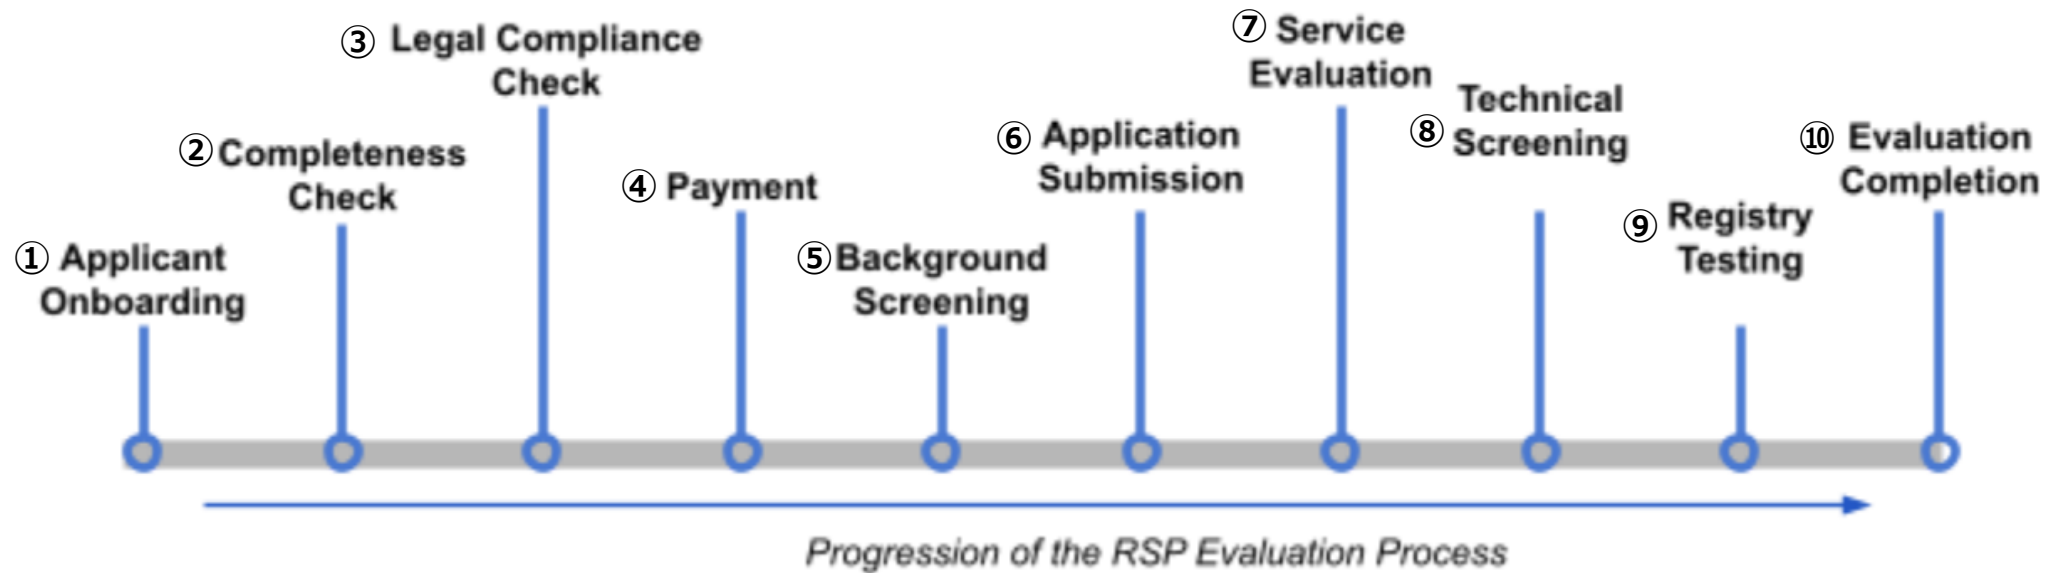 ① Applicant
Onboarding
② Completeness
Check
③ Legal Compliance
Check
④ Payment
⑤ Background
Screening
⑥ Application
Submission
⑦ Service
Evaluation
⑧ Technical
Screening
⑨ Registry
Testing
⑩ Evaluation
Completion
Progression of the RSP Evaluation Process